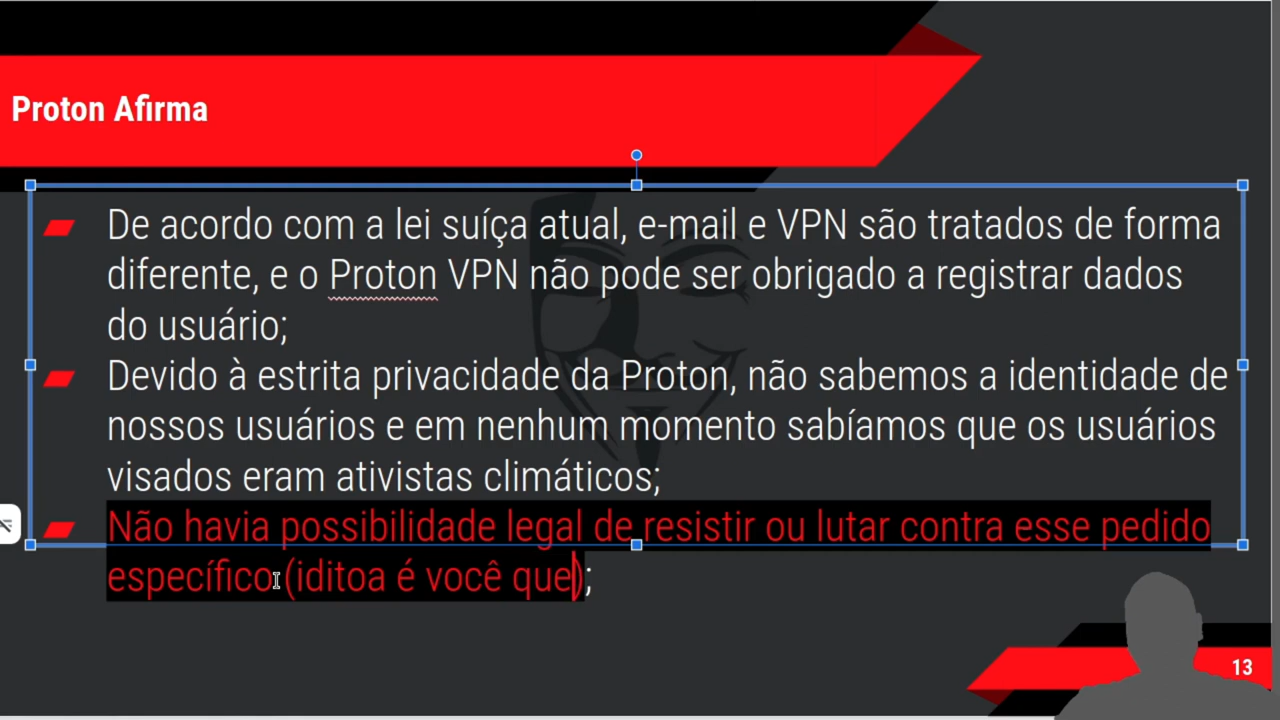 Proton Afirma
De acordo com a lei suíça atual, e-mail e VPN são tratados de forma
diferente, e o Proton VPN não pode ser obrigado a registrar dados
do usuário;
Devido à estrita privacidade da Proton, não sabemos a identidade de
nossos usuários e em nenhum momento sabíamos que os usuários
visados eram ativistas climáticos;
Não havia possibilidade legal de resistir ou lutar contra esse pedido
específico (iditoa é você que);
13